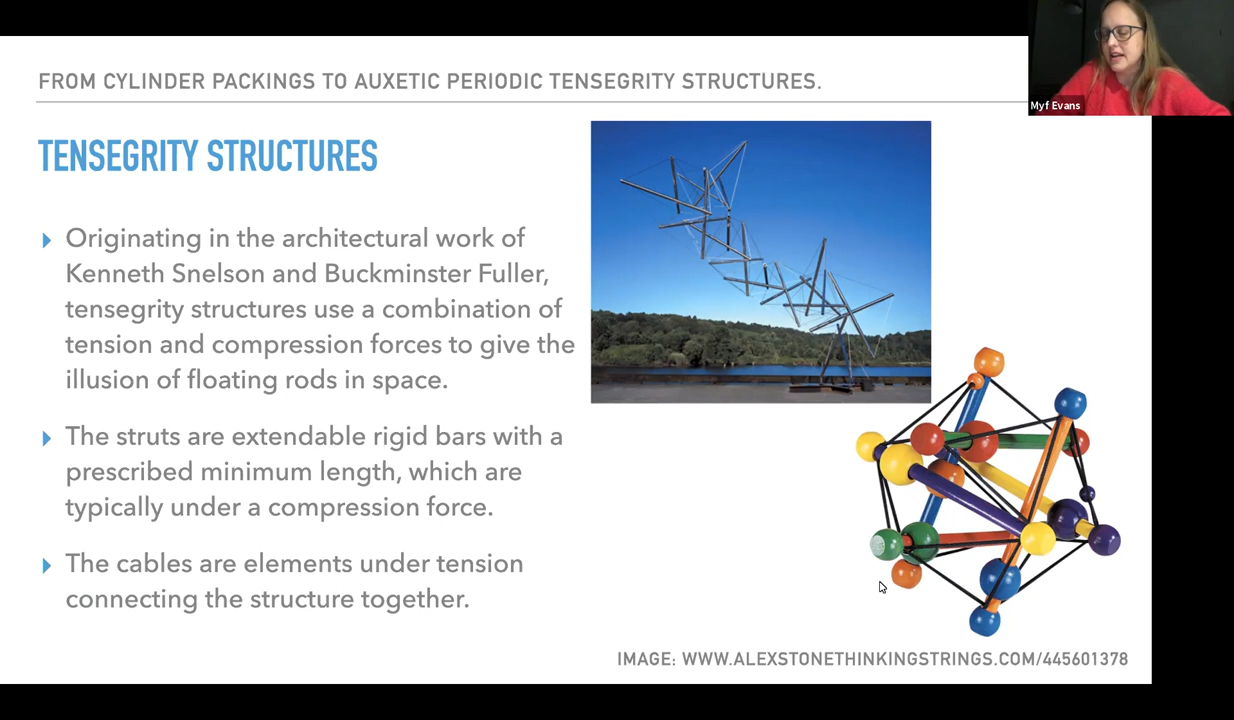 FROM CYLINDER PACKINGS TO AUXETIC PERIODIC TENSEGRITY STRUCTURES.
Myf Evans
TENSEGRITY STRUCTURES
Originating in the architectural work of
Kenneth Snelson and Buckminster Fuller,
tensegrity structures use a combination of
tension and compression forces to give the
illusion of floating rods in space.
The struts are extendable rigid bars with a
prescribed minimum length, which are
typically under a compression force.
The cables are elements under tension
connecting the structure together.
IMAGE: WWW.ALEXSTONETHINKINGSTRINGS.COM/445601378